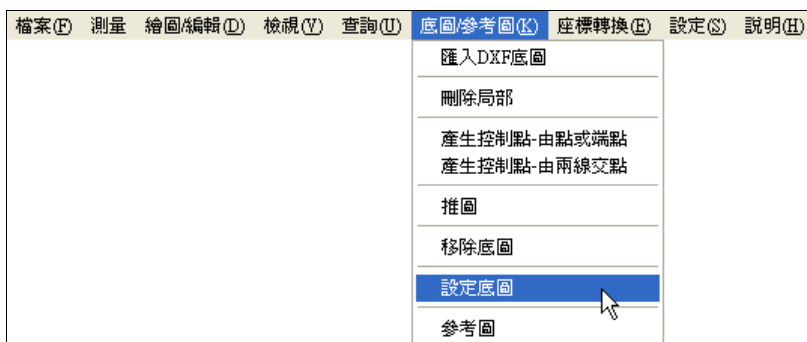 檔案(F) 測量 繪圖/編輯(D) 檢視(V) 查詢(U) 底圖/參考圖(K) 座標轉換(E) 設定(S) 說明(H)
匯入DXF底圖
刪除局部
產生控制點-由點或端點
產生控制點-由兩線交點
推圖
移除底圖
設定底圖
參考圖